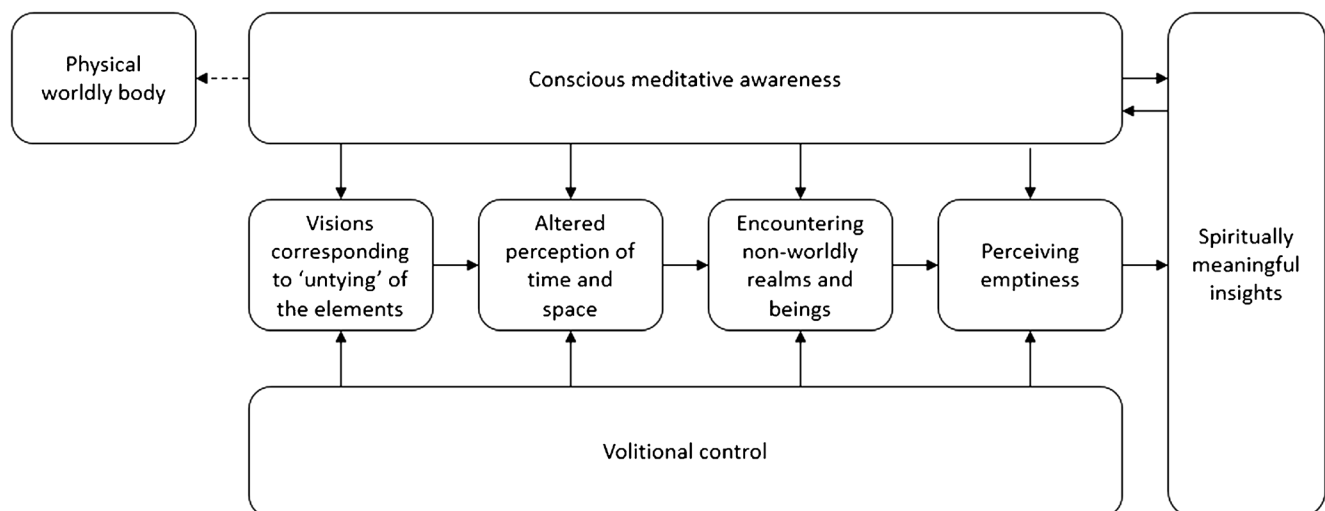 Physical
worldly body
Conscious meditative awareness
Visions
corresponding
to ‘untying’ of
the elements
Altered
perception of
time and
space
Encountering
non-worldly
realms and
beings
Perceiving
emptiness
Spiritually
meaningful
insights
Volitional control